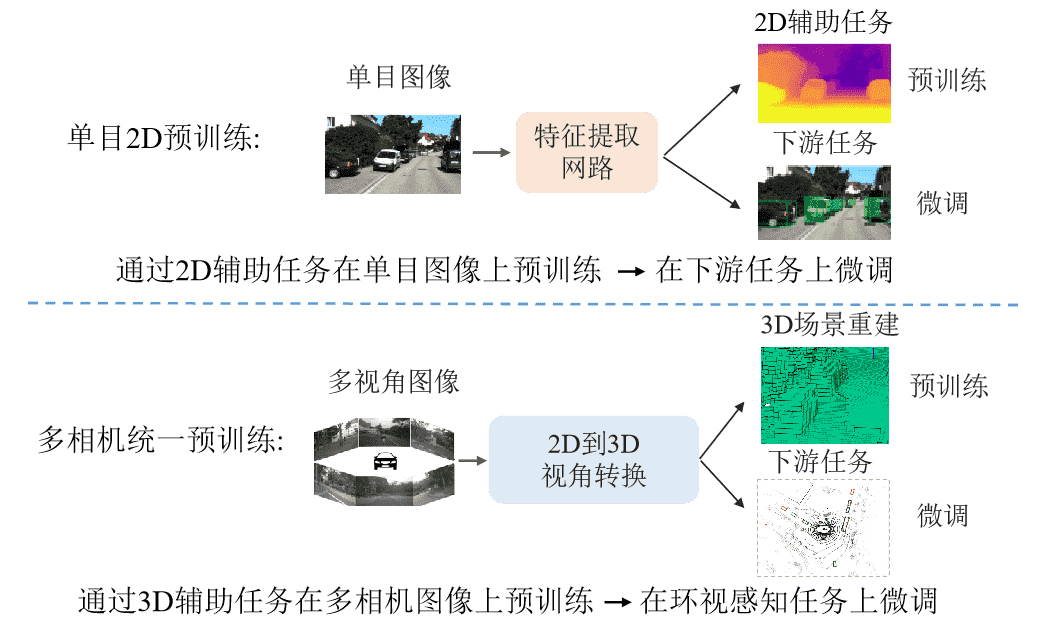 2D辅助任务
单目图像
预训练
单目2D预训练:
特征提取
网路
下游任务
微调
通过2D辅助任务在单目图像上预训练 → 在下游任务上微调
3D场景重建
多视角图像
预训练
多相机统一预训练:
2D到3D
视角转换
下游任务
微调
通过3D辅助任务在多相机图像上预训练 → 在环视感知任务上微调